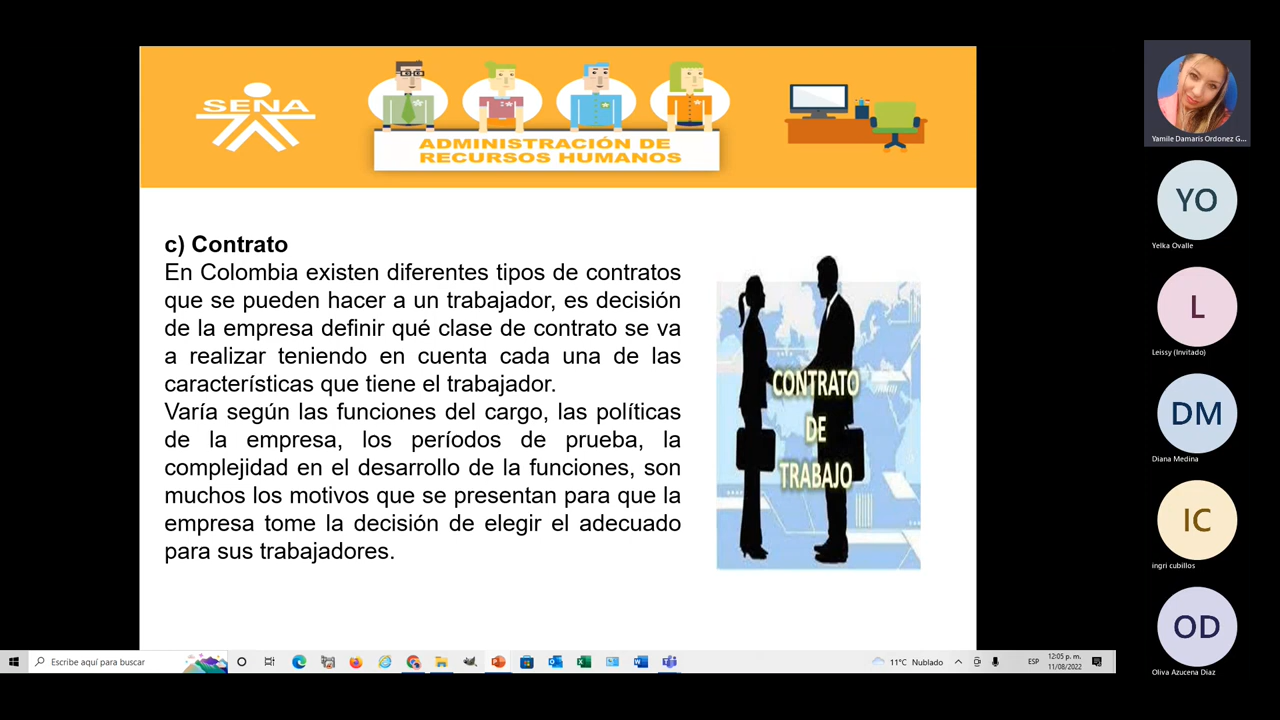 SENA
ADMINISTRACIÓN DE
RECURSOS HUMANOS
c) Contrato
En Colombia existen diferentes tipos de contratos
que se pueden hacer a un trabajador, es decisión
de la empresa definir qué clase de contrato se va
a realizar teniendo en cuenta cada una de las
características que tiene el trabajador.
Varía según las funciones del cargo, las políticas
de la empresa, los períodos de prueba, la
complejidad en el desarrollo de la funciones, son
muchos los motivos que se presentan para que la
empresa tome la decisión de elegir el adecuado
para sus trabajadores.
CONTRATO
DE
TRABAJO
Yamile Damaris Ordonez G...
YO
Yelka Ovalle
L
Leissy (Invitado)
DM
Diana Medina
IC
ingri cubillos
OD
Oliva Azucena Diaz
Escribe aquí para buscar
11°C Nublado
ESP
12:05 p. m.
11/08/2022